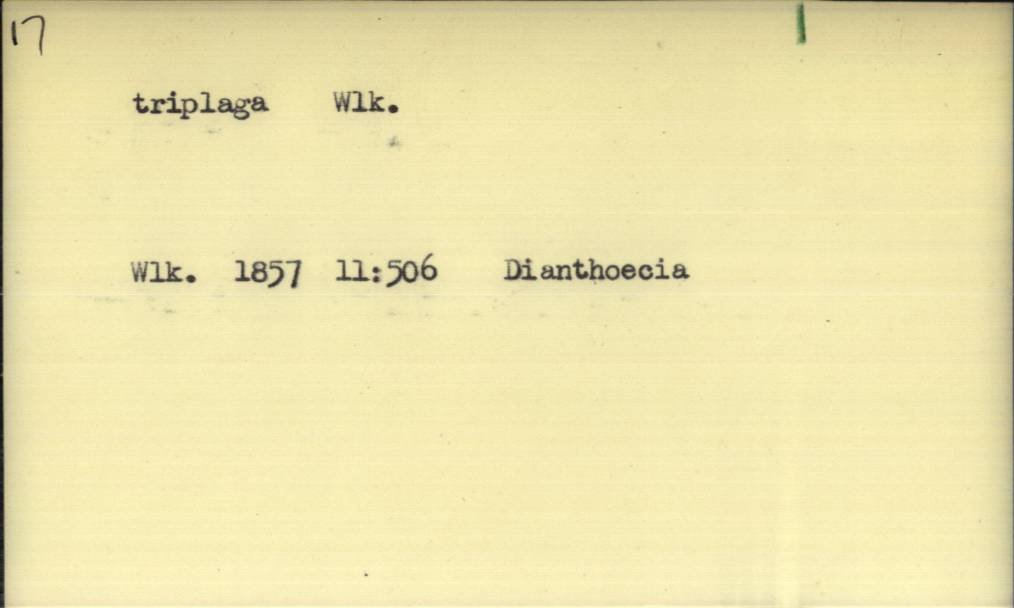 17
triplaga Wlk.
Wlk. 1857 11:506 Dianthoecia